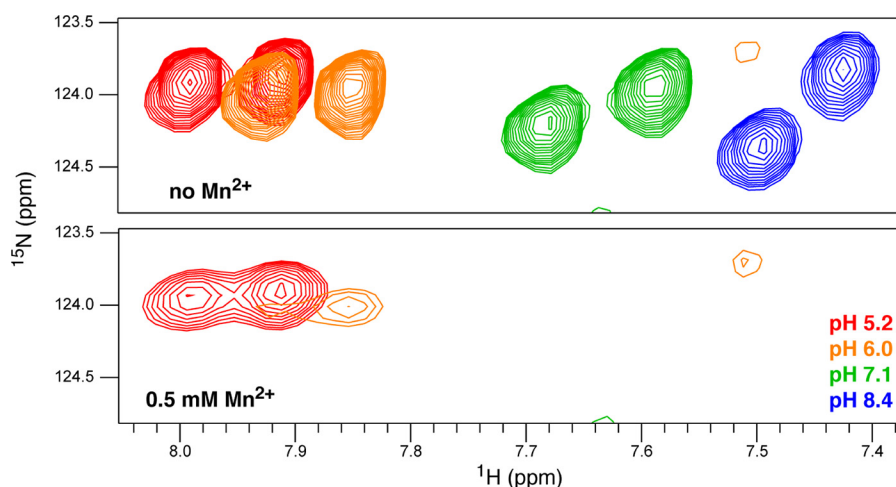 123.5
124.0
124.5
no Mn²⁺
¹⁵N (ppm)
123.5
124.0
124.5
0.5 mM Mn²⁺
pH 5.2
pH 6.0
pH 7.1
pH 8.4
8.0 7.9 7.8 7.7 7.6 7.5 7.4
¹H (ppm)